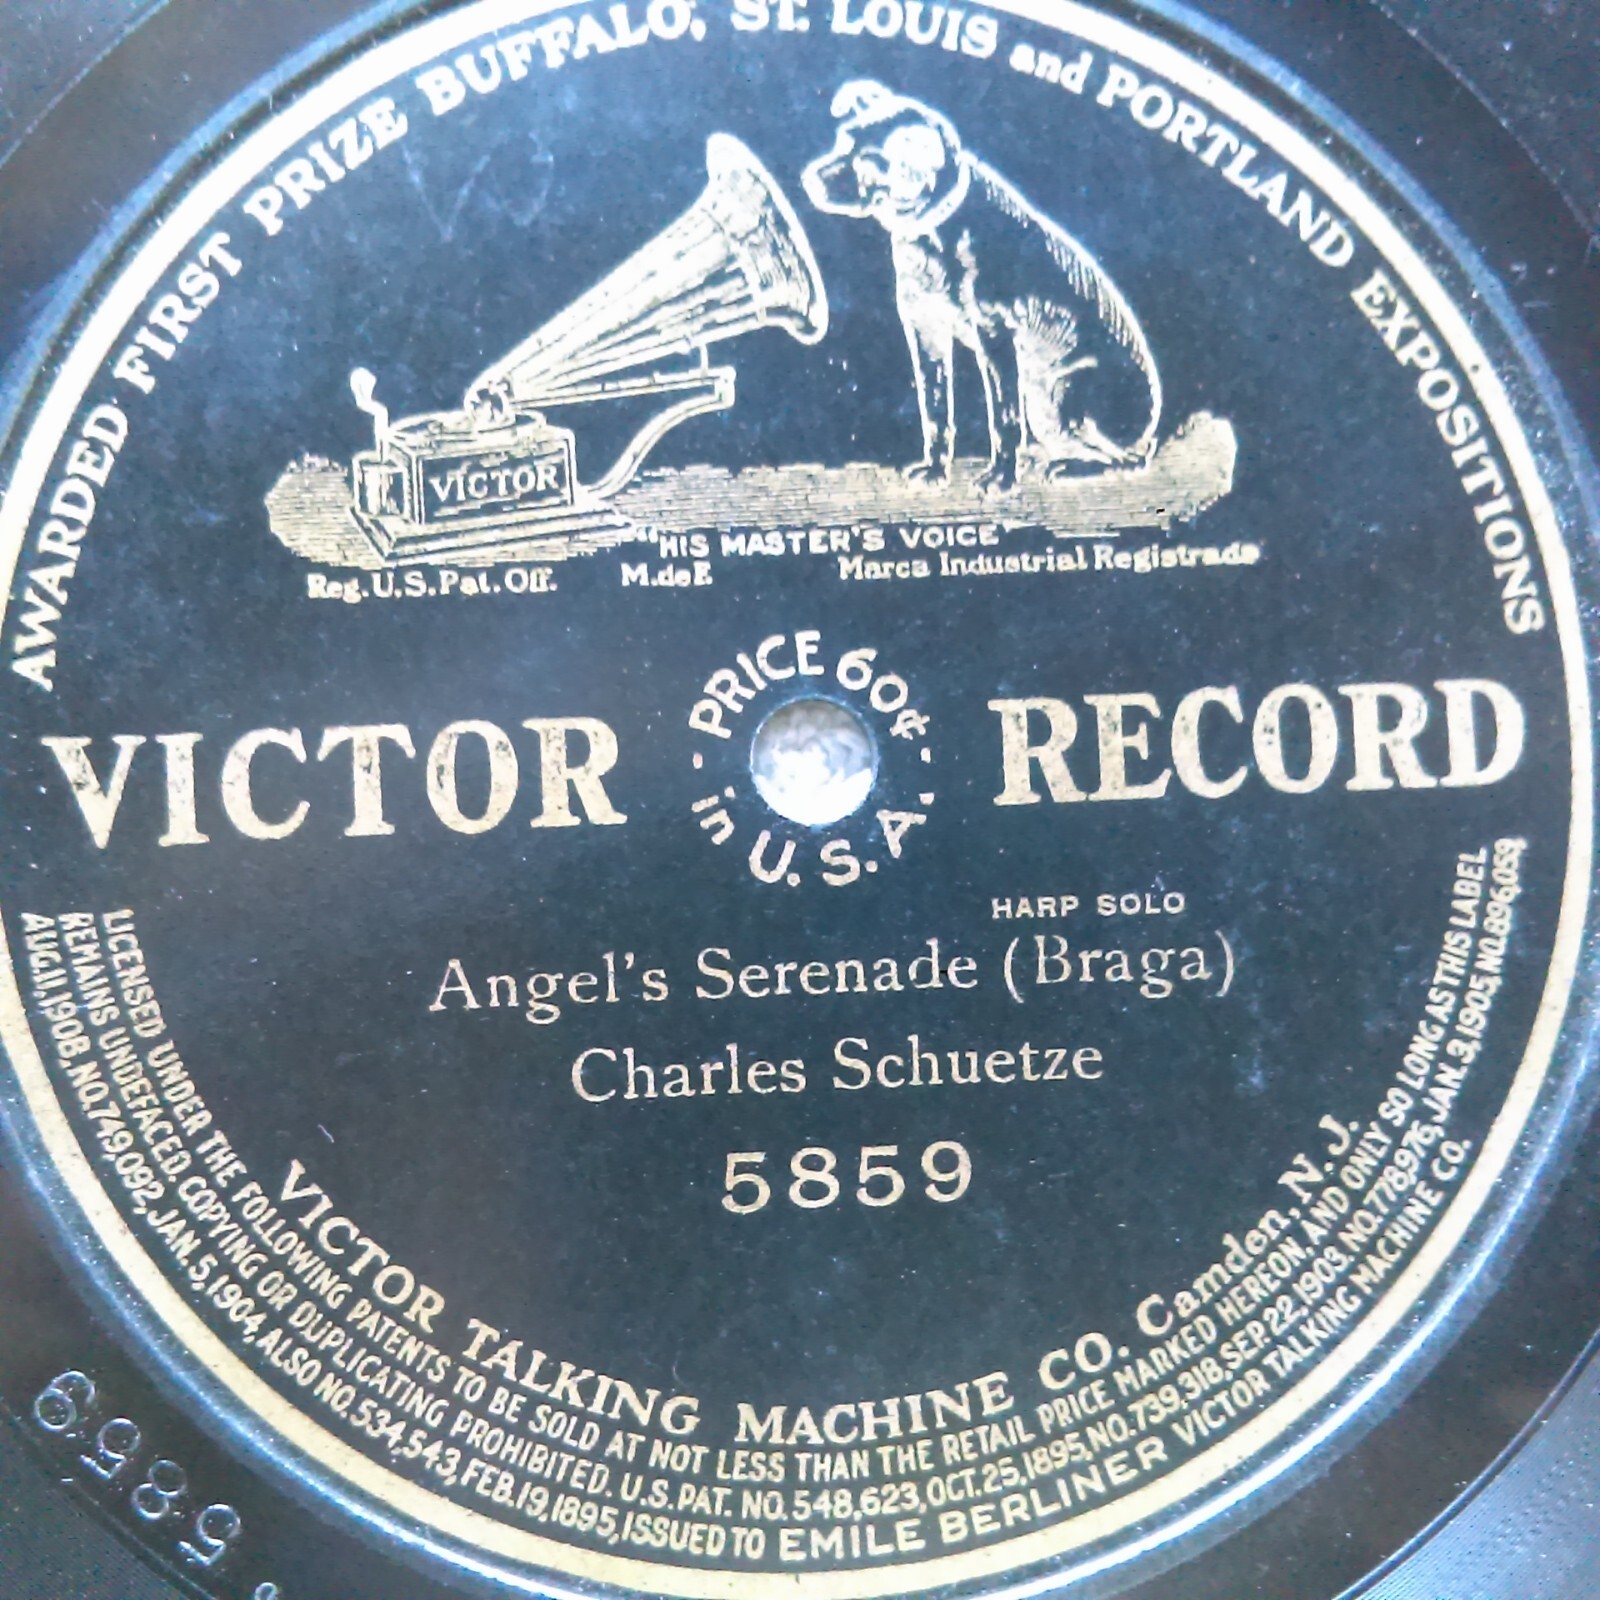 AWARDED FIRST PRIZE BUFFALO, ST. LOUIS and PORTLAND EXPOSITIONS
VICTOR
"HIS MASTER'S VOICE"
Reg. U.S. Pat. Off. M.deF. Marca Industrial Registrada
PRICE 60¢
VICTOR RECORD
in U.S.A.
HARP SOLO
Angel's Serenade (Braga)
Charles Schuetze
5859
VICTOR TALKING MACHINE CO. Camden, N. J.
LICENSED UNDER THE FOLLOWING PATENTS TO BE SOLD AT NOT LESS THAN THE RETAIL PRICE MARKED HEREON, AND ONLY SO LONG AS THIS LABEL
REMAINS UNDEFACED. COPYING OR DUPLICATING PROHIBITED. U.S. PAT. NO. 548,623, OCT. 25, 1895, NO. 739,318, SEP. 22, 1903, NO. 778,976, JAN. 3, 1905, NO. 896,059,
AUG. 11, 1908, NO. 749,092, JAN. 5, 1904, ALSO NO. 534,543, FEB. 19, 1895, ISSUED TO EMILE BERLINER VICTOR TALKING MACHINE CO.
5859